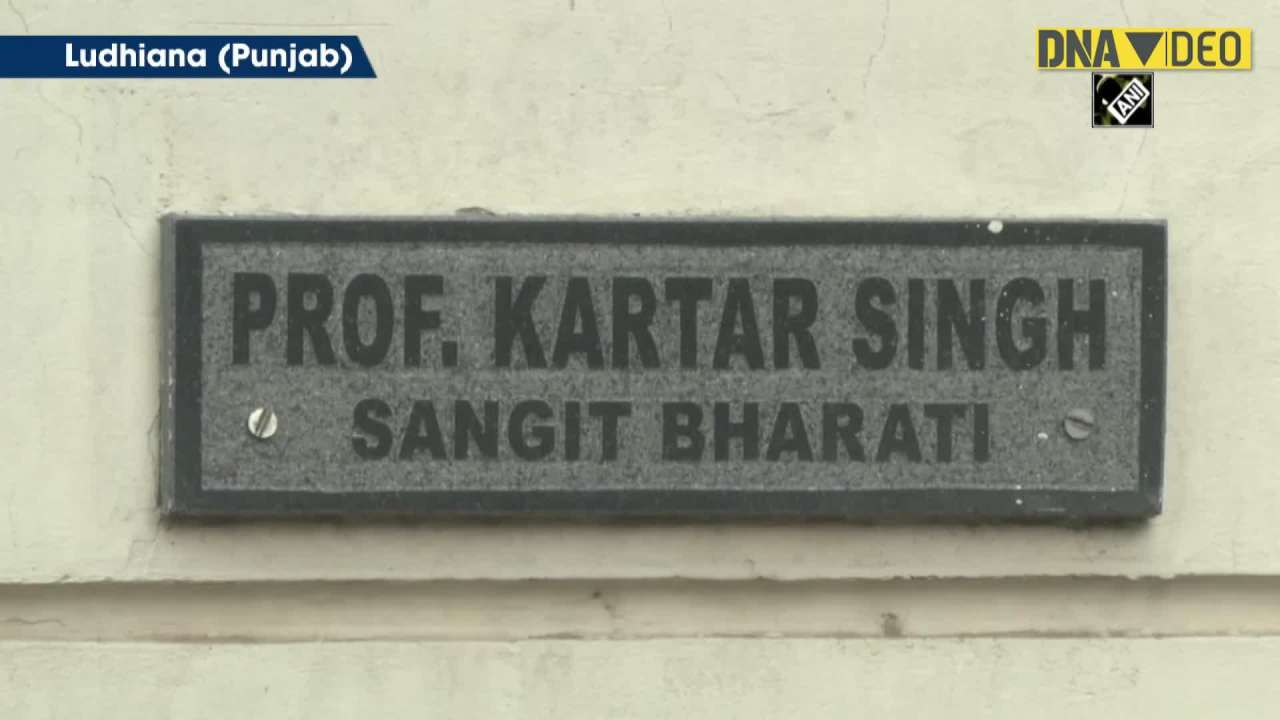 Ludhiana (Punjab)
DNA VIDEO
ANI
PROF. KARTAR SINGH
SANGIT BHARATI